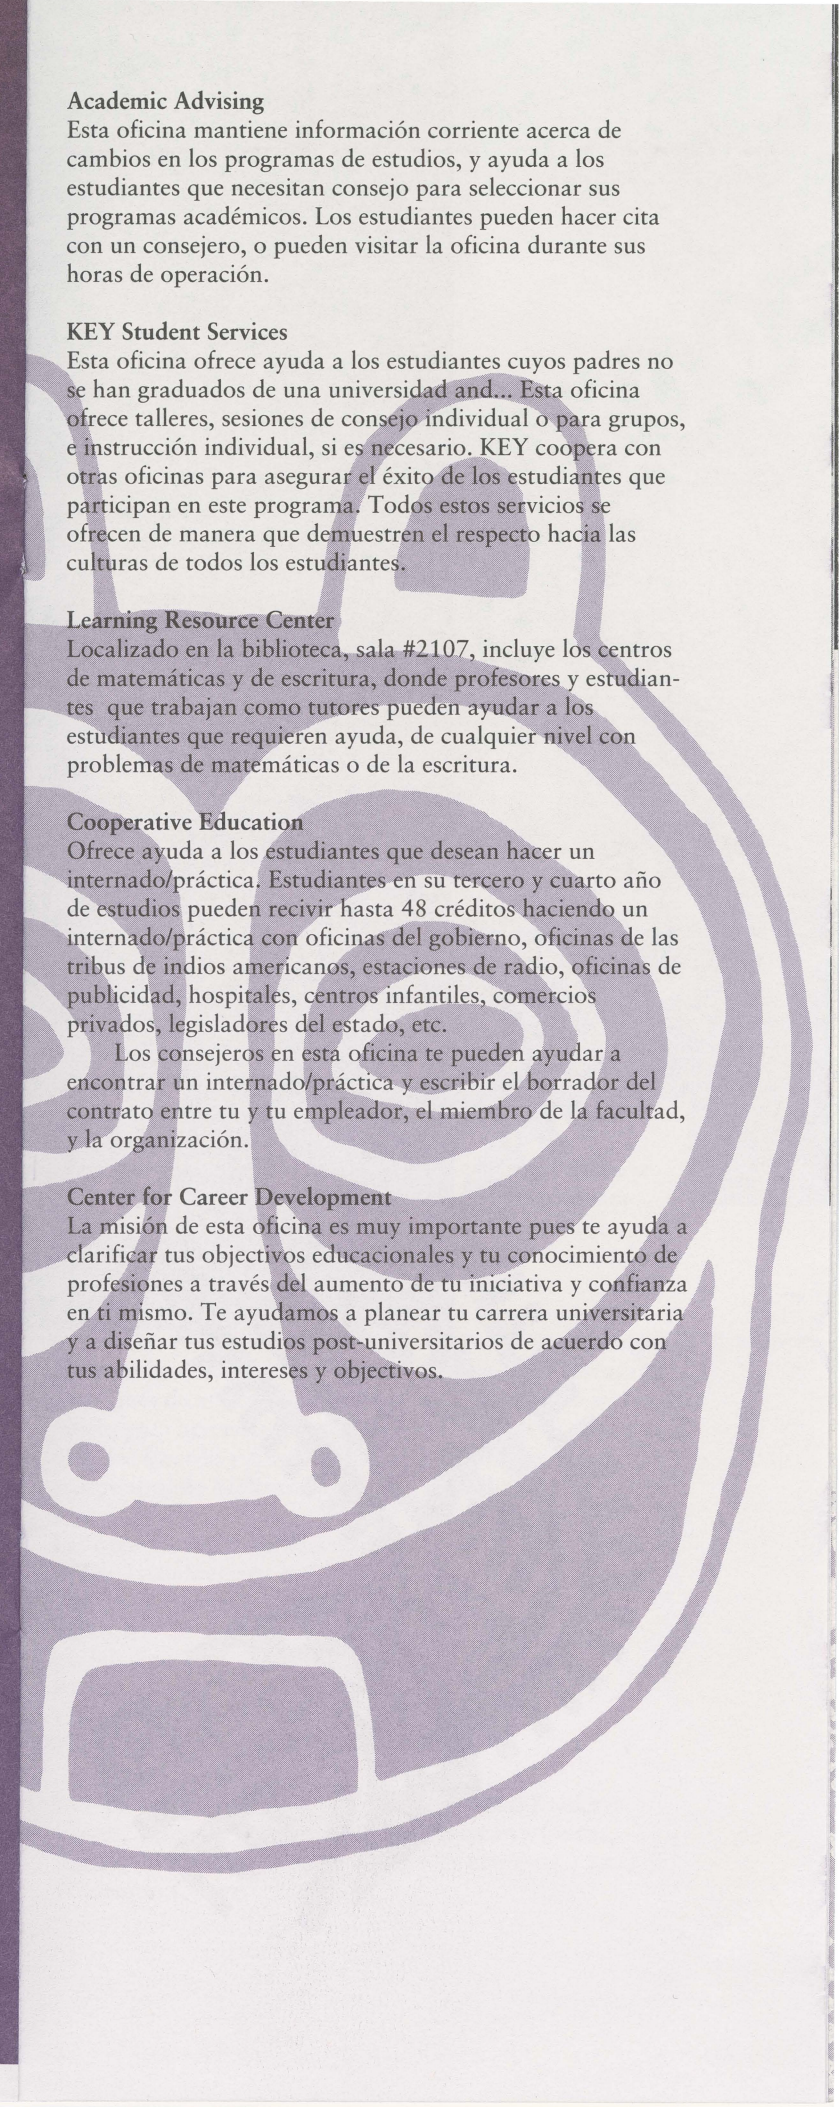 Academic Advising
Esta oficina mantiene información corriente acerca de
cambios en los programas de estudios, y ayuda a los
estudiantes que necesitan consejo para seleccionar sus
programas académicos. Los estudiantes pueden hacer cita
con un consejero, o pueden visitar la oficina durante sus
horas de operación.
KEY Student Services
Esta oficina ofrece ayuda a los estudiantes cuyos padres no
se han graduados de una universidad and... Esta oficina
ofrece talleres, sesiones de consejo individual o para grupos,
e instrucción individual, si es necesario. KEY coopera con
otras oficinas para asegurar el éxito de los estudiantes que
participan en este programa. Todos estos servicios se
ofrecen de manera que demuestren el respecto hacia las
culturas de todos los estudiantes.
Learning Resource Center
Localizado en la biblioteca, sala #2107, incluye los centros
de matemáticas y de escritura, donde profesores y estudian-
tes que trabajan como tutores pueden ayudar a los
estudiantes que requieren ayuda, de cualquier nivel con
problemas de matemáticas o de la escritura.
Cooperative Education
Ofrece ayuda a los estudiantes que desean hacer un
internado/práctica. Estudiantes en su tercero y cuarto año
de estudios pueden recivir hasta 48 créditos haciendo un
internado/práctica con oficinas del gobierno, oficinas de las
tribus de indios americanos, estaciones de radio, oficinas de
publicidad, hospitales, centros infantiles, comercios
privados, legisladores del estado, etc.
Los consejeros en esta oficina te pueden ayudar a
encontrar un internado/práctica y escribir el borrador del
contrato entre tu y tu empleador, el miembro de la facultad,
y la organización.
Center for Career Development
La misión de esta oficina es muy importante pues te ayuda a
clarificar tus objectivos educacionales y tu conocimiento de
profesiones a través del aumento de tu iniciativa y confianza
en ti mismo. Te ayudamos a planear tu carrera universitaria
y a diseñar tus estudios post-universitarios de acuerdo con
tus abilidades, intereses y objectivos.